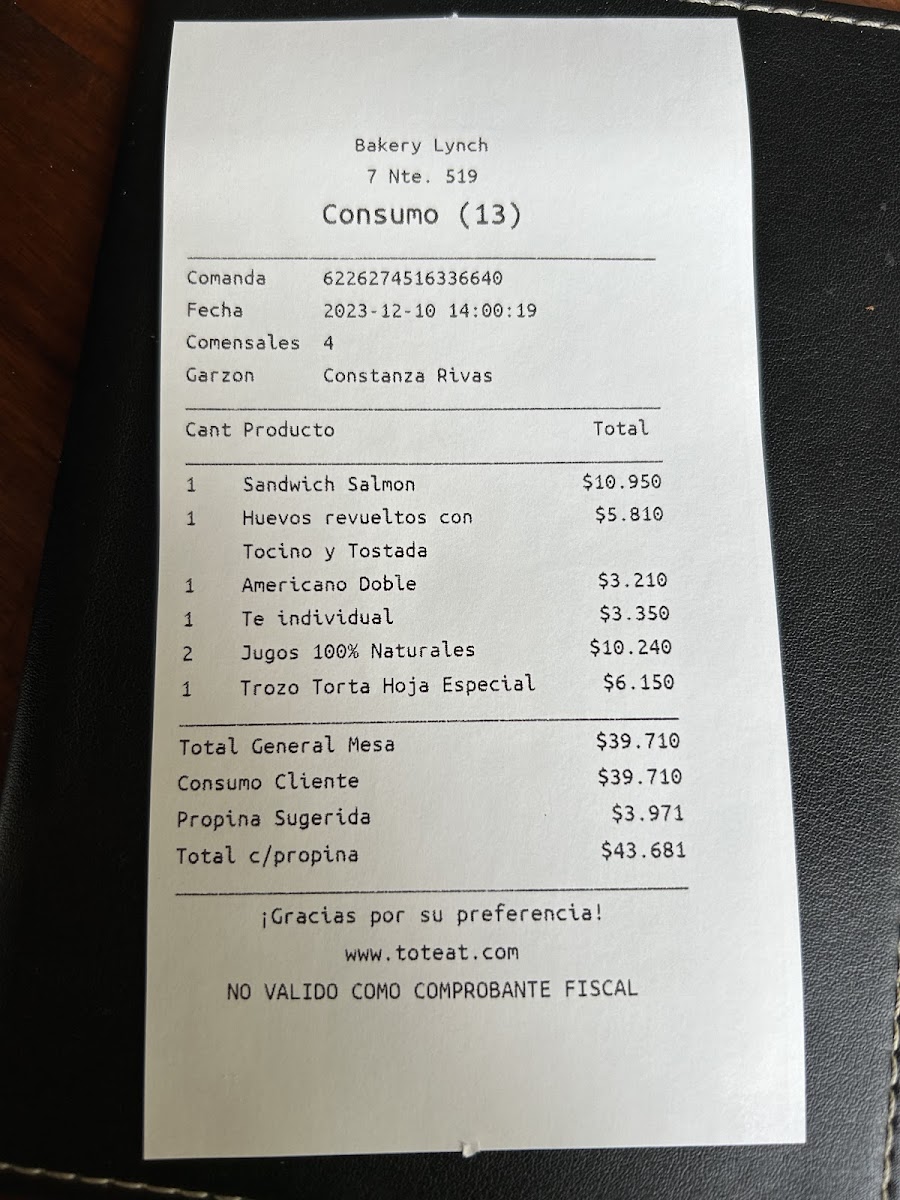 Bakery Lynch
7 Nte. 519
Consumo (13)
Comanda 6226274516336640
Fecha 2023-12-10 14:00:19
Comensales 4
Garzon Constanza Rivas
Cant Producto Total
1 Sandwich Salmon $10.950
1 Huevos revueltos con $5.810
Tocino y Tostada
1 Americano Doble $3.210
1 Te individual $3.350
2 Jugos 100% Naturales $10.240
1 Trozo Torta Hoja Especial $6.150
Total General Mesa $39.710
Consumo Cliente $39.710
Propina Sugerida $3.971
Total c/propina $43.681
¡Gracias por su preferencia!
www.toteat.com
NO VALIDO COMO COMPROBANTE FISCAL